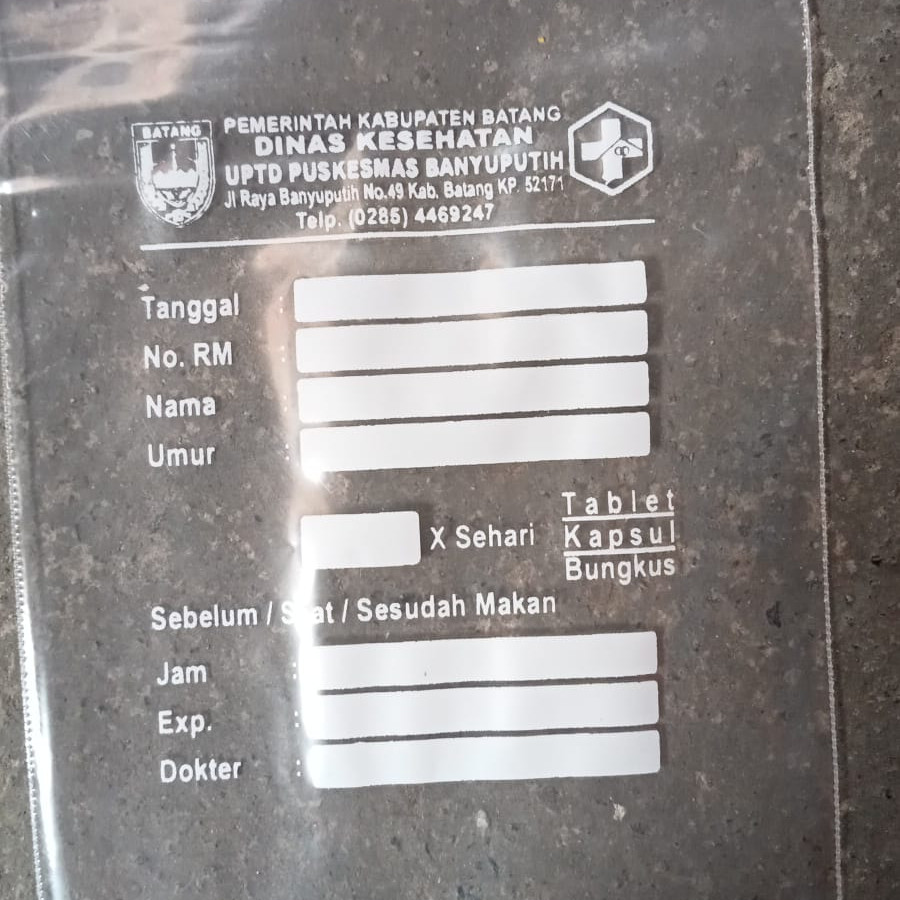 BATANG
PEMERINTAH KABUPATEN BATANG
DINAS KESEHATAN
UPTD PUSKESMAS BANYUPUTIH
Jl Raya Banyuputih No.49 Kab. Batang KP. 52171
Telp. (0285) 4469247
Tanggal :
No. RM :
Nama :
Umur :
X Sehari
Tablet
Kapsul
Bungkus
Sebelum / Saat / Sesudah Makan
Jam :
Exp. :
Dokter :